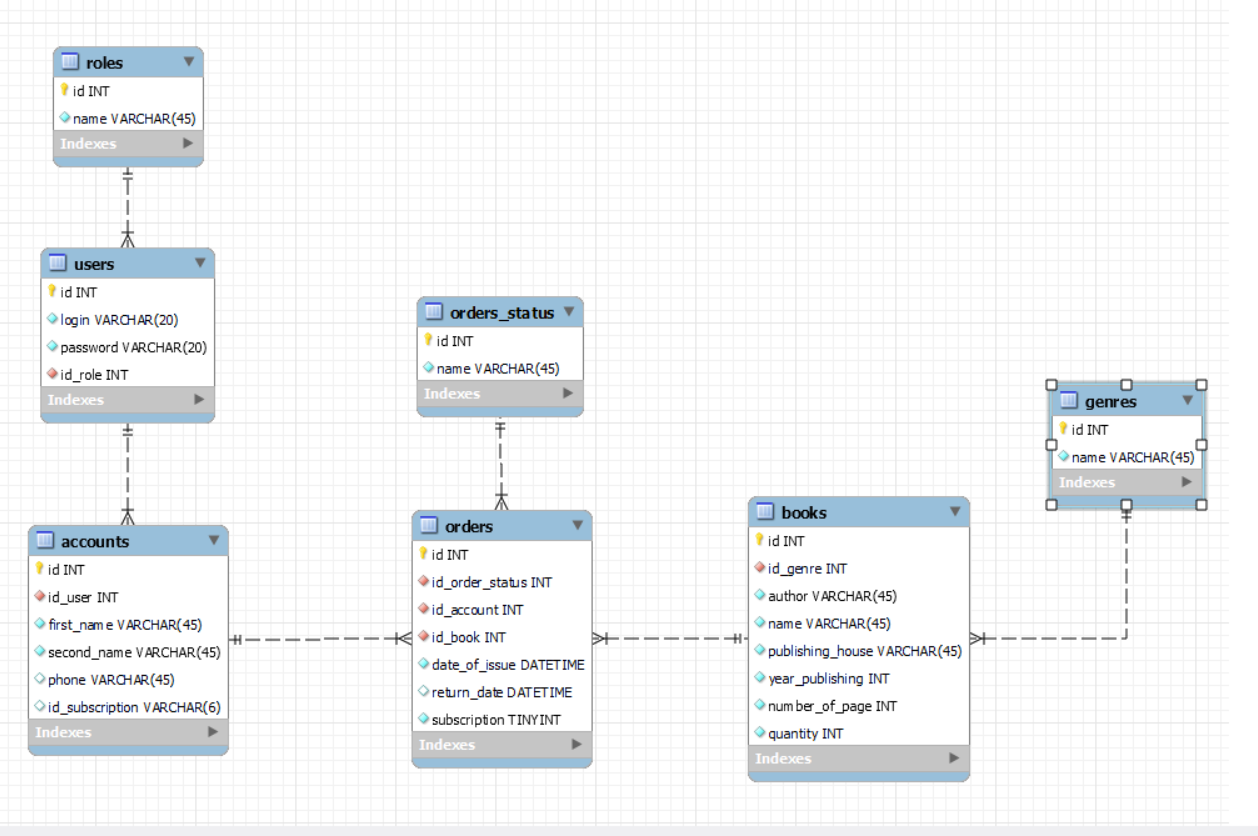 roles
id INT
name VARCHAR(45)
Indexes
users
id INT
login VARCHAR(20)
password VARCHAR(20)
id_role INT
Indexes
accounts
id INT
id_user INT
first_name VARCHAR(45)
second_name VARCHAR(45)
phone VARCHAR(45)
id_subscription VARCHAR(6)
Indexes
orders_status
id INT
name VARCHAR(45)
Indexes
orders
id INT
id_order_status INT
id_account INT
id_book INT
date_of_issue DATETIME
return_date DATETIME
subscription TINYINT
Indexes
books
id INT
id_genre INT
author VARCHAR(45)
name VARCHAR(45)
publishing_house VARCHAR(45)
year_publishing INT
number_of_page INT
quantity INT
Indexes
genres
id INT
name VARCHAR(45)
Indexes